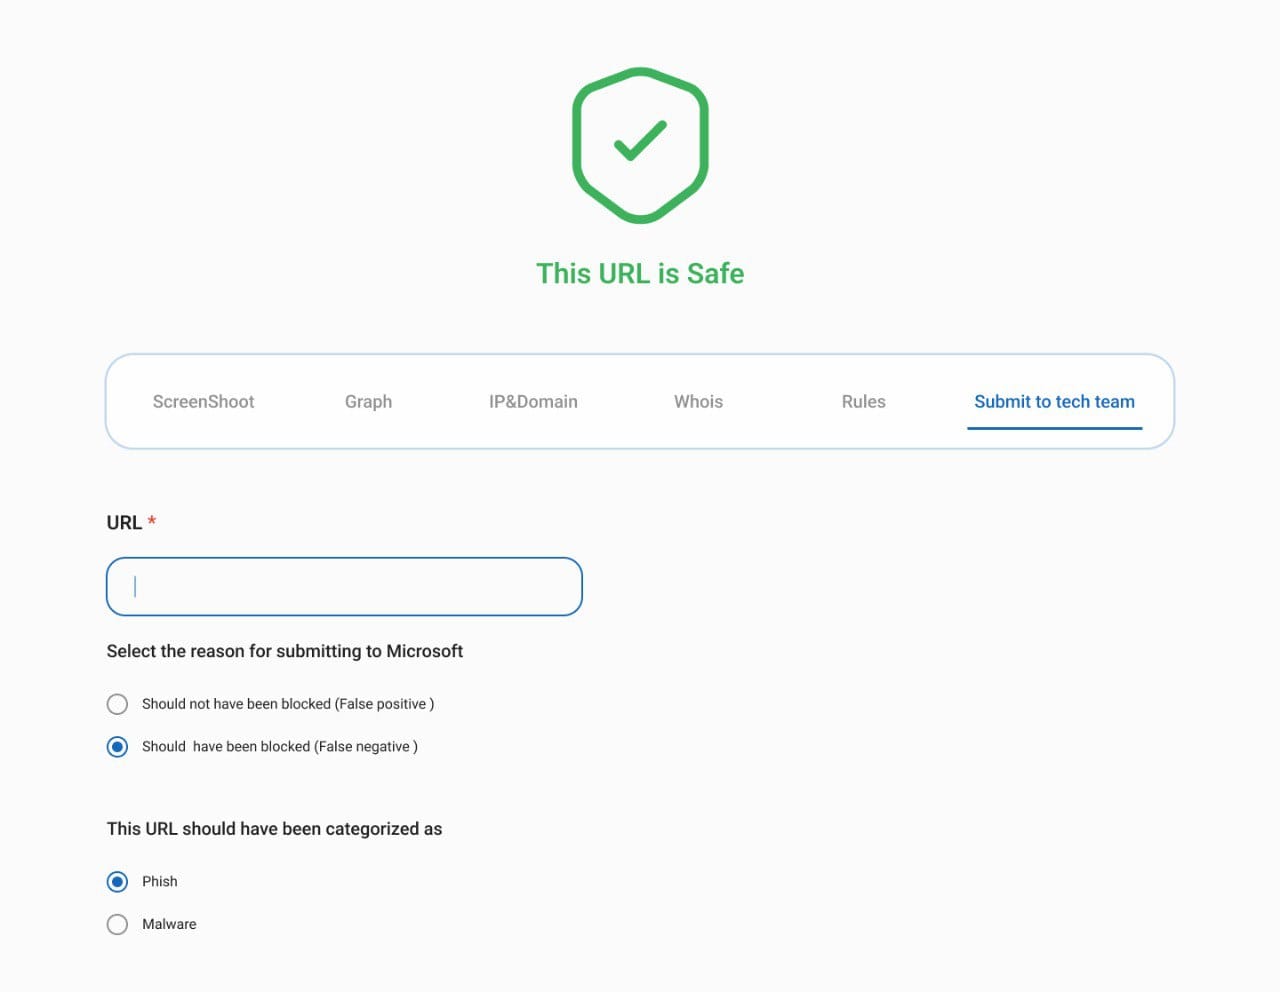 This URL is Safe
ScreenShoot Graph IP&Domain Whois Rules Submit to tech team
URL *
Select the reason for submitting to Microsoft
Should not have been blocked (False positive )
Should  have been blocked (False negative )
This URL should have been categorized as
Phish
Malware